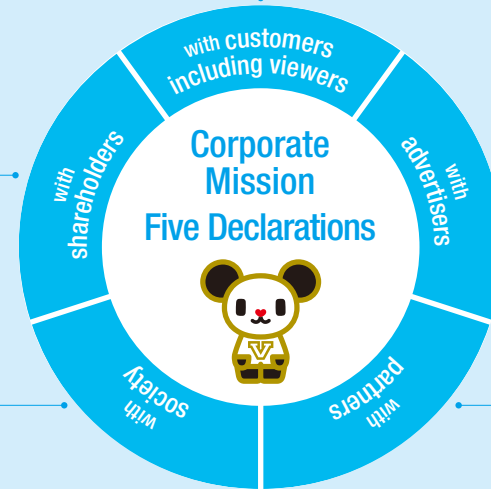 with customers
including viewers
with
advertisers
with
partners
with
society
with
shareholders
Corporate
Mission
Five Declarations
V